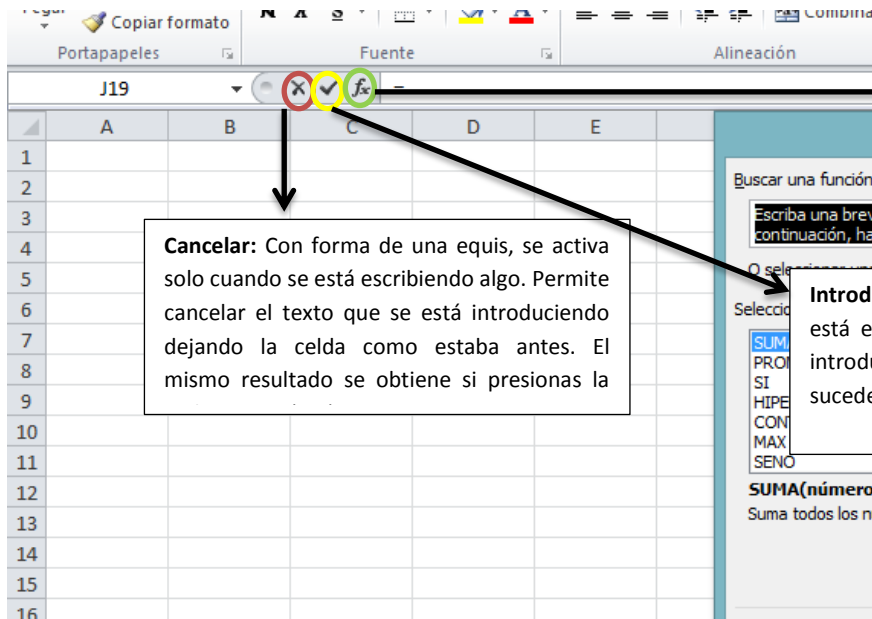 Copiar formato
N
Combina
Portapapeles
Fuente
Alineación
J19
fx
=
A
B
C
D
E
1
2
3
4
5
6
7
8
9
10
11
12
13
14
15
16
Cancelar: Con forma de una equis, se activa
solo cuando se está escribiendo algo. Permite
cancelar el texto que se está introduciendo
dejando la celda como estaba antes. El
mismo resultado se obtiene si presionas la
Buscar una función
Escriba una brev
continuación, ha
O sele
Seleccio
Introd
está e
introdu
sucede
SUMA
PRO
SI
HIPE
CON
MAX
SENO
SUMA(número
Suma todos los n